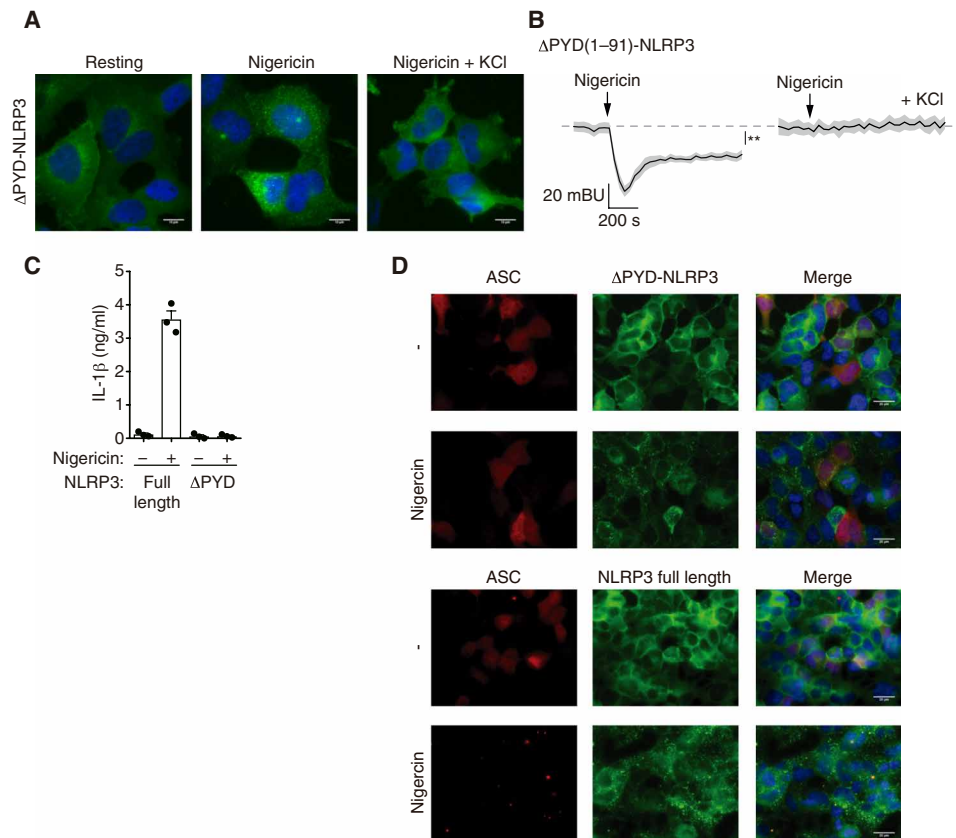 A
Resting
Nigericin
Nigericin + KCl
ΔPYD-NLRP3
B
ΔPYD(1–91)-NLRP3
Nigericin
Nigericin
+ KCl
**
20 mBU
200 s
C
5
4
3
2
1
0
IL-1β (ng/ml)
Nigericin: – + – +
NLRP3: Full length ΔPYD
D
ASC ΔPYD-NLRP3 Merge
-
Nigercin
ASC NLRP3 full length Merge
-
Nigercin